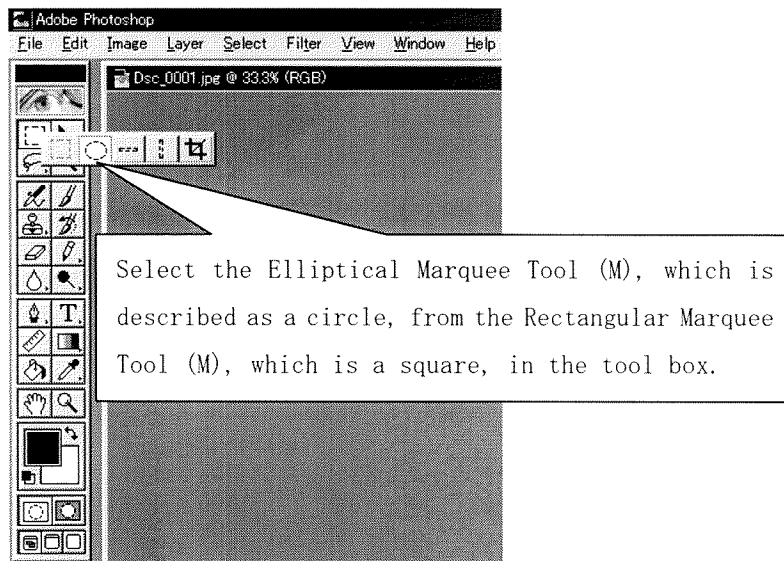 Adobe Photoshop
File Edit Image Layer Select Filter View Window Help
Dsc_0001.jpg @ 33.3% (RGB)
T
Select the Elliptical Marquee Tool (M), which is
described as a circle, from the Rectangular Marquee
Tool (M), which is a square, in the tool box.